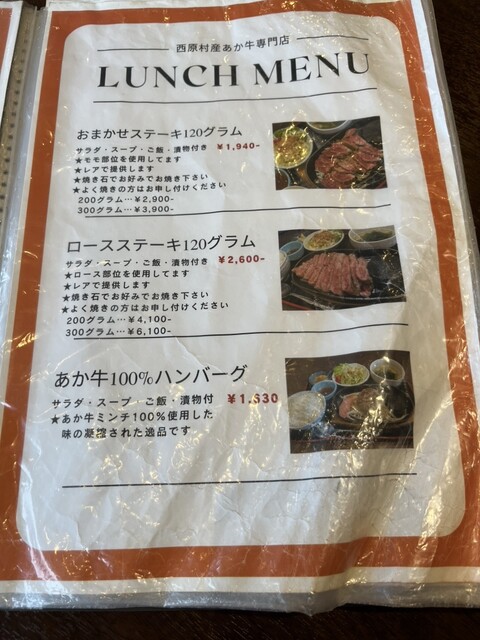 西原村産あか牛専門店
LUNCH MENU
おまかせステーキ120グラム
サラダ・スープ・ご飯・漬物付き ¥1,940-
★モモ部位を使用してます
★レアで提供します
★焼き石でお好みでお焼き下さい
★よく焼きの方はお申し付けください
200グラム…¥2,900-
300グラム…¥3,900-
ロースステーキ120グラム
サラダ・スープ・ご飯・漬物付き ¥2,600-
★ロース部位を使用してます
★レアで提供します
★焼き石でお好みでお焼き下さい
★よく焼きの方はお申し付けください
200グラム…¥4,100-
300グラム…¥6,100-
あか牛100%ハンバーグ
サラダ・スープ・ご飯・漬物付 ¥1,630
★あか牛ミンチ100%使用した
味の凝縮された逸品です